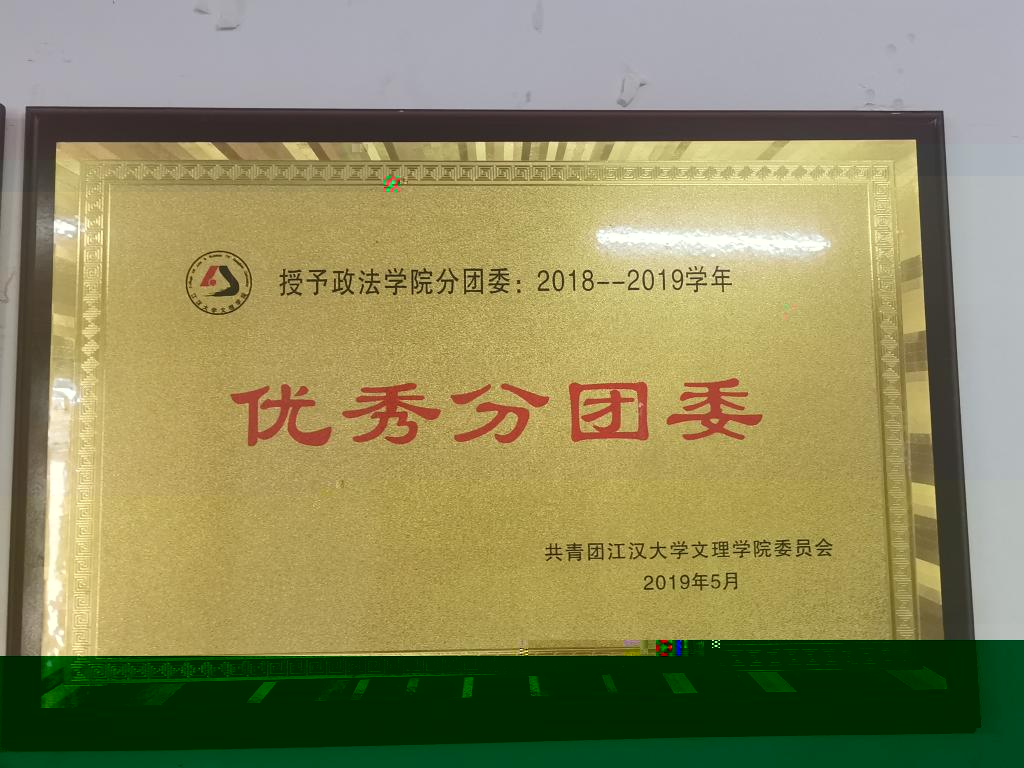 授予政法学院分团委：2018--2019学年
优秀分团委
共青团江汉大学文理学院委员会
2019年5月